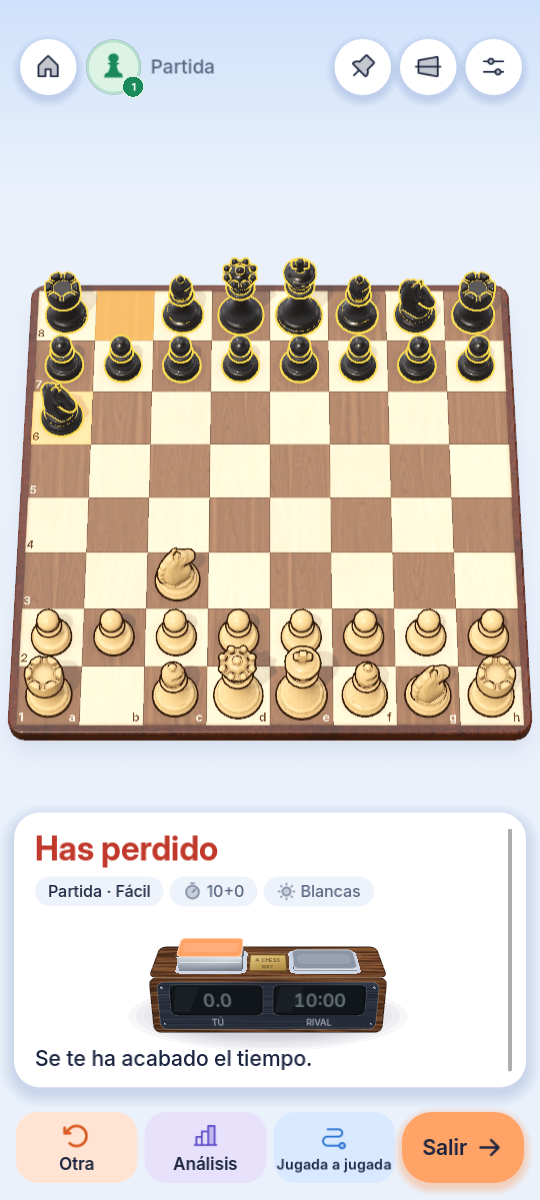 Partida
1
8
7
6
5
4
3
2
1 a b c d e f g h
Has perdido
Partida · Fácil
10+0
Blancas
A CHESS
0.0
10:00
TÚ
RIVAL
Se te ha acabado el tiempo.
Otra
Análisis
Jugada a jugada
Salir